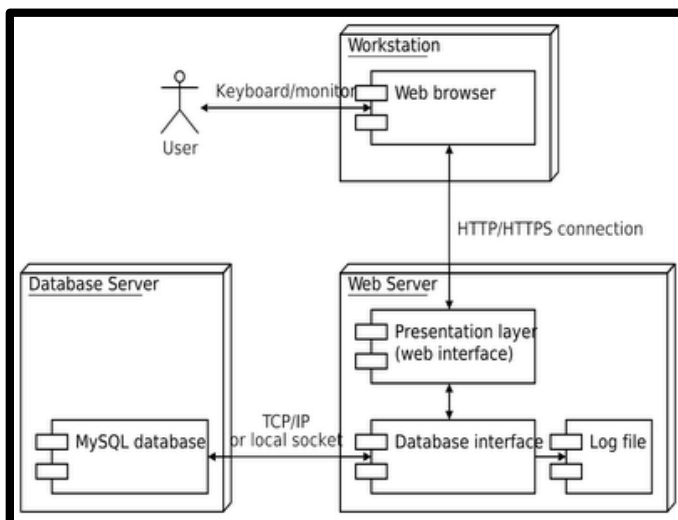 Workstation
Keyboard/monitor
Web browser
User
HTTP/HTTPS connection
Database Server
Web Server
Presentation layer
(web interface)
TCP/IP
or local socket
MySQL database
Database interface
Log file